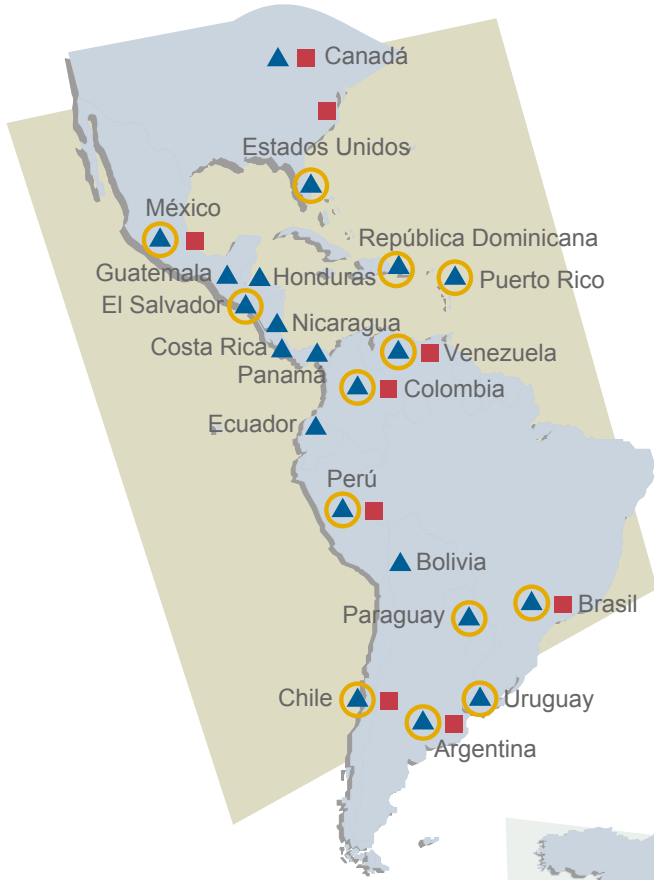 Canadá
Estados Unidos
México
República Dominicana
Guatemala
Honduras
Puerto Rico
El Salvador
Nicaragua
Costa Rica
Venezuela
Panamá
Colombia
Ecuador
Perú
Bolivia
Paraguay
Brasil
Chile
Uruguay
Argentina